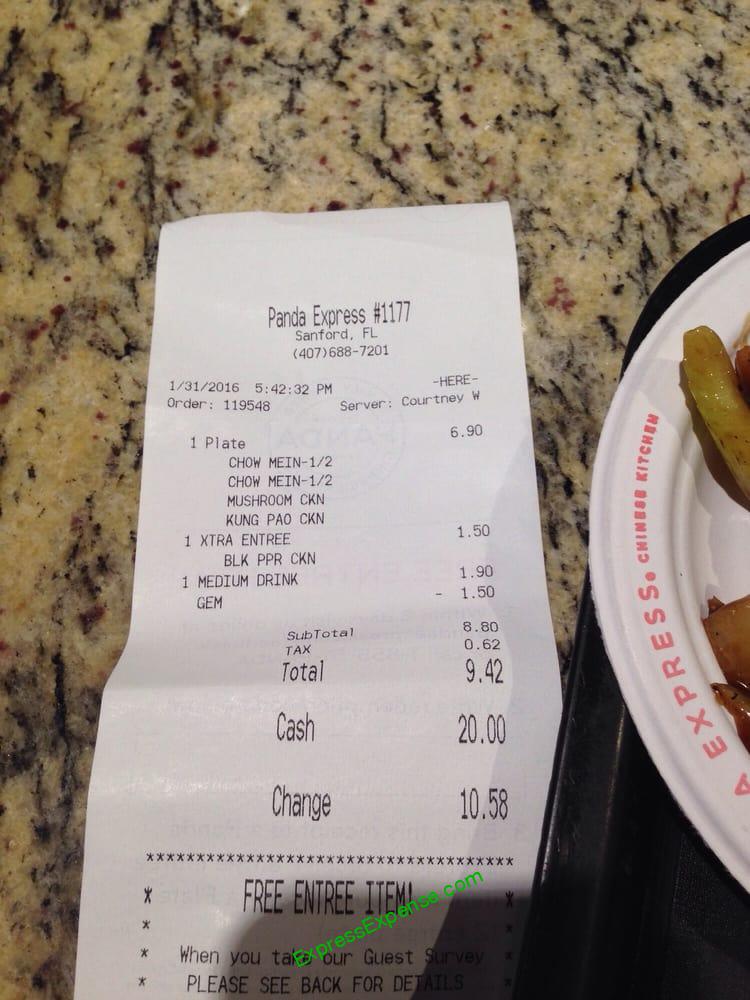 Panda Express #1177
Sanford, FL
(407)688-7201
1/31/2016 5:42:32 PM -HERE-
Order: 119548 Server: Courtney W
1 Plate 6.90
CHOW MEIN-1/2
CHOW MEIN-1/2
MUSHROOM CKN
KUNG PAO CKN
1 XTRA ENTREE 1.50
BLK PPR CKN
1 MEDIUM DRINK 1.90
GEM - 1.50
SubTotal 8.80
TAX 0.62
Total 9.42
Cash 20.00
Change 10.58
*************************************
* FREE ENTREE ITEM! *
* *
* When you take our Guest Survey *
* PLEASE SEE BACK FOR DETAILS *
ExpressExpense.com
A EXPRESS. CHINESE KITCHEN